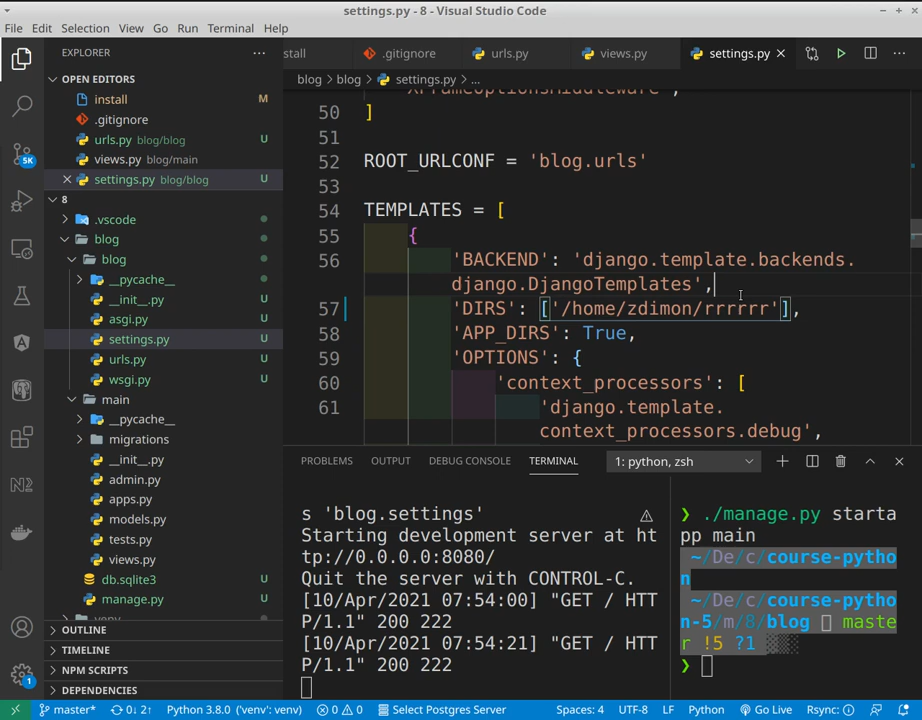 settings.py - 8 - Visual Studio Code
File Edit Selection View Go Run Terminal Help
EXPLORER
stall
.gitignore
urls.py
views.py
settings.py
OPEN EDITORS
install M
.gitignore
urls.py blog/blog U
views.py blog/main
settings.py blog/blog U
8
.vscode
blog
blog
__pycache__
__init__.py U
asgi.py U
settings.py U
urls.py U
wsgi.py U
main
__pycache__
migrations
__init__.py
admin.py
apps.py
models.py
tests.py
views.py
db.sqlite3 U
manage.py U
venv
OUTLINE
TIMELINE
NPM SCRIPTS
DEPENDENCIES
5K
1
blog > blog > settings.py > ...
XFrameOptionsMiddleware',
50 ]
51
52 ROOT_URLCONF = 'blog.urls'
53
54 TEMPLATES = [
55 {
56 'BACKEND': 'django.template.backends.
django.DjangoTemplates',
57 'DIRS': ['/home/zdimon/rrrrrr'],
58 'APP_DIRS': True,
59 'OPTIONS': {
60 'context_processors': [
61 'django.template.
context_processors.debug',
PROBLEMS OUTPUT DEBUG CONSOLE TERMINAL 1: python, zsh
s 'blog.settings'
Starting development server at ht
tp://0.0.0.0:8080/
Quit the server with CONTROL-C.
[10/Apr/2021 07:54:00] "GET / HTT
P/1.1" 200 222
[10/Apr/2021 07:54:21] "GET / HTT
P/1.1" 200 222
❯ ./manage.py starta
pp main
~/De/c/course-pytho
n
~/De/c/course-pytho
n-5/m/8/blog maste
r !5 ?1
❯
master* 0↓ 2↑ Python 3.8.0 ('venv': venv) 0 0 Select Postgres Server Spaces: 4 UTF-8 LF Python Go Live Rsync: